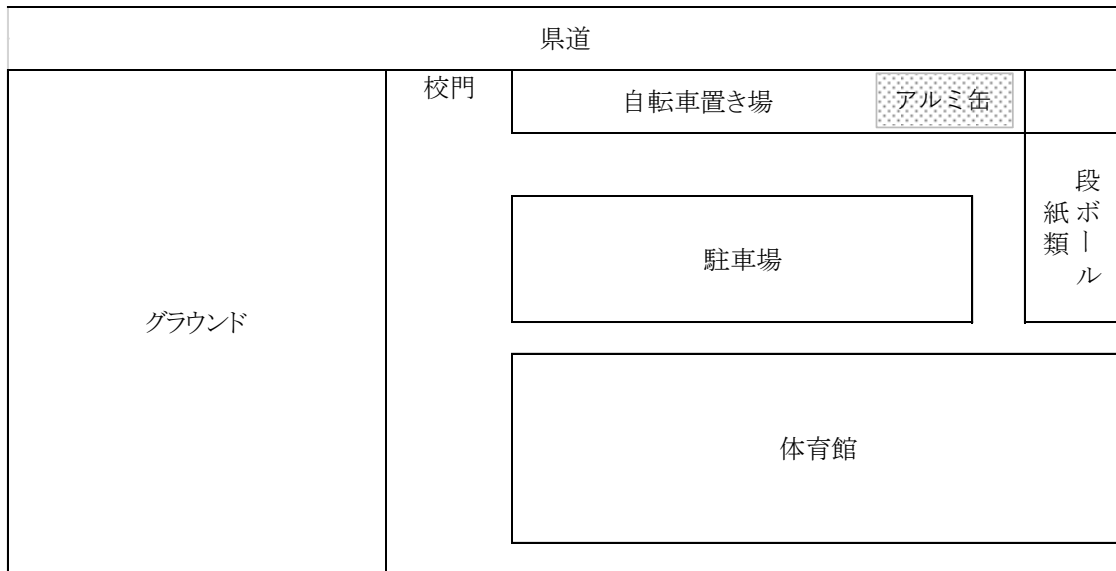 県道
校門
自転車置き場
アルミ缶
段ボール
紙類
駐車場
グラウンド
体育館